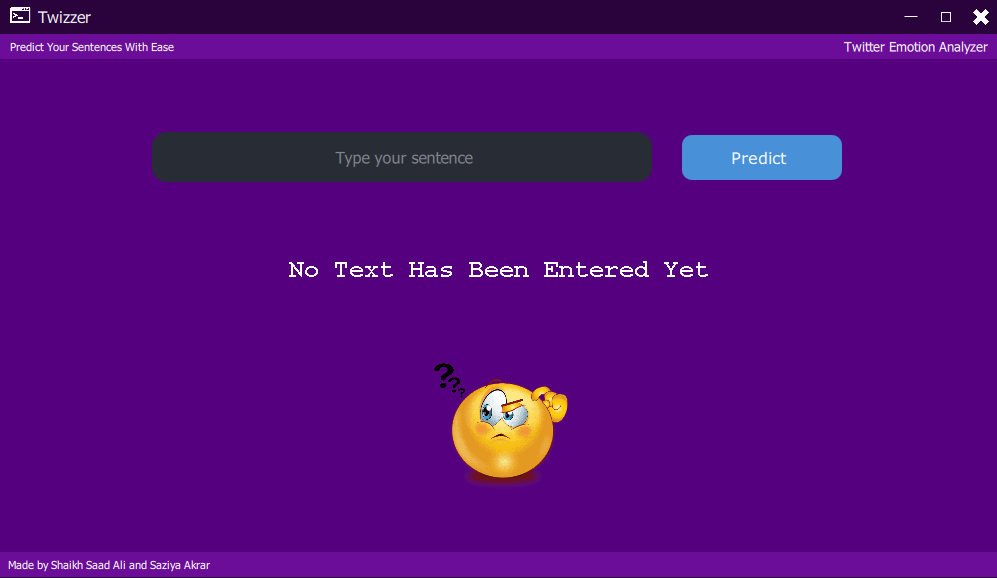 Twizzer
Predict Your Sentences With Ease
Twitter Emotion Analyzer
Type your sentence
Predict
No Text Has Been Entered Yet
???
Made by Shaikh Saad Ali and Saziya Akrar